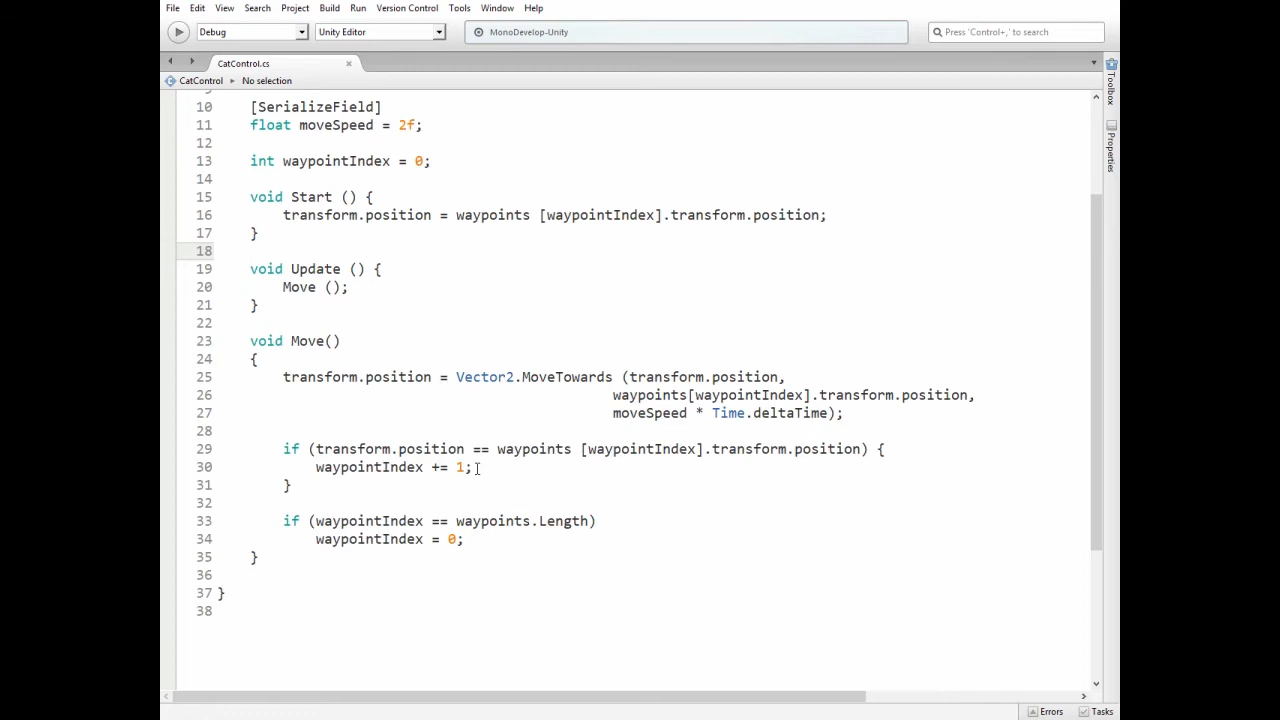 File Edit View Search Project Build Run Version Control Tools Window Help
Debug Unity Editor MonoDevelop-Unity Press 'Control+,' to search
CatControl.cs
CatControl No selection
10 [SerializeField]
11 float moveSpeed = 2f;
12
13 int waypointIndex = 0;
14
15 void Start () {
16 transform.position = waypoints [waypointIndex].transform.position;
17 }
18
19 void Update () {
20 Move ();
21 }
22
23 void Move()
24 {
25 transform.position = Vector2.MoveTowards (transform.position,
26 waypoints[waypointIndex].transform.position,
27 moveSpeed * Time.deltaTime);
28
29 if (transform.position == waypoints [waypointIndex].transform.position) {
30 waypointIndex += 1;
31 }
32
33 if (waypointIndex == waypoints.Length)
34 waypointIndex = 0;
35 }
36
37 }
38
Toolbox
Properties
Errors Tasks